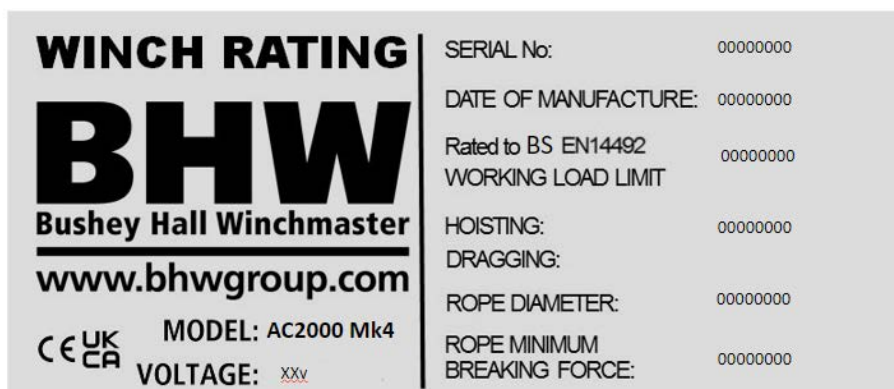 WINCH RATING
BHW
Bushey Hall Winchmaster
www.bhwgroup.com
CE UK CA MODEL: AC2000 Mk4
VOLTAGE: XXv
SERIAL No: 00000000
DATE OF MANUFACTURE: 00000000
Rated to BS EN14492 00000000
WORKING LOAD LIMIT
HOISTING: 00000000
DRAGGING:
ROPE DIAMETER: 00000000
ROPE MINIMUM
BREAKING FORCE: 00000000